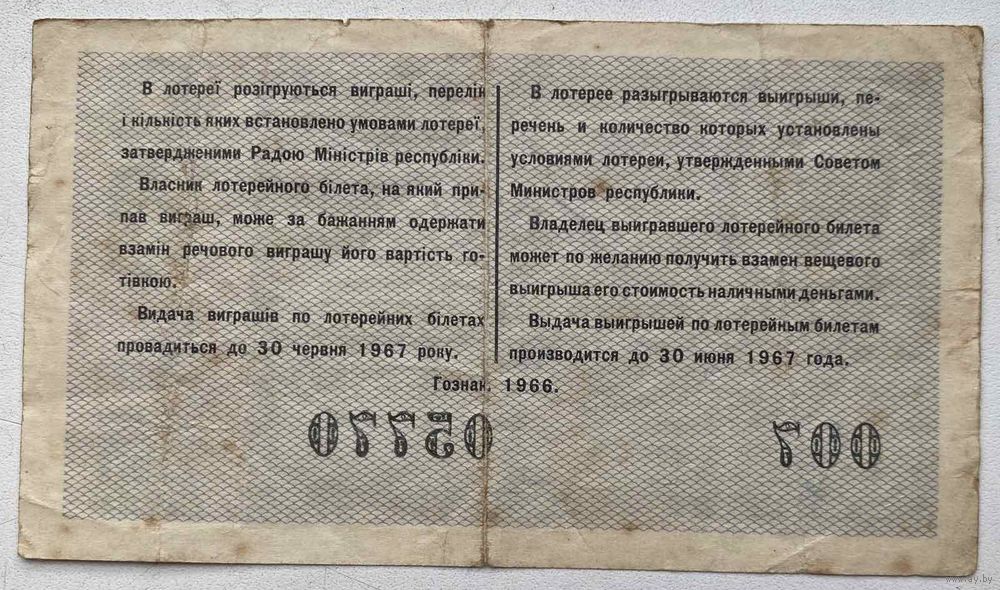 В лотереї розігруються виграші, перелік
і кількість яких встановлено умовами лотереї,
затвердженими Радою Міністрів республіки.
Власник лотерейного білета, на який при-
пав виграш, може за бажанням одержати
взамін речового виграшу його вартість го-
тівкою.
Видача виграшів по лотерейних білетах
провадиться до 30 червня 1967 року.
В лотерее разыгрываются выигрыши, пе-
речень и количество которых установлены
условиями лотереи, утвержденными Советом
Министров республики.
Владелец выигравшего лотерейного билета
может по желанию получить взамен вещевого
выигрыша его стоимость наличными деньгами.
Выдача выигрышей по лотерейным билетам
производится до 30 июня 1967 года.
Гознак. 1966.
05770
007
www.ay.by